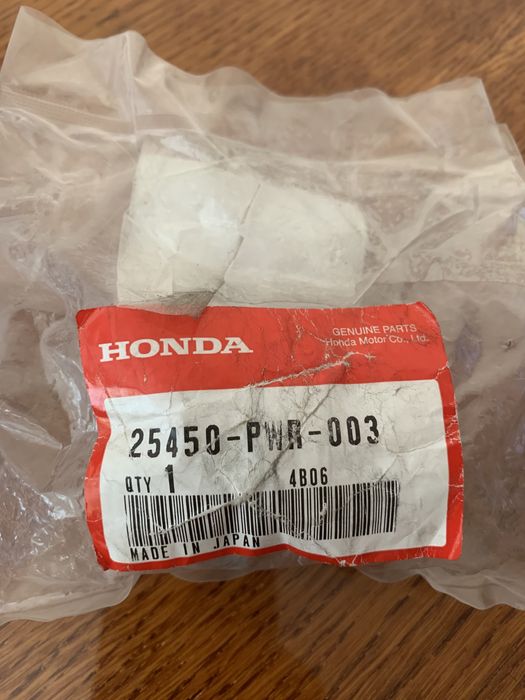 HONDA
GENUINE PARTS
Honda Motor Co., Ltd.
25450-PWR-003
QTY 1
4B06
MADE IN JAPAN